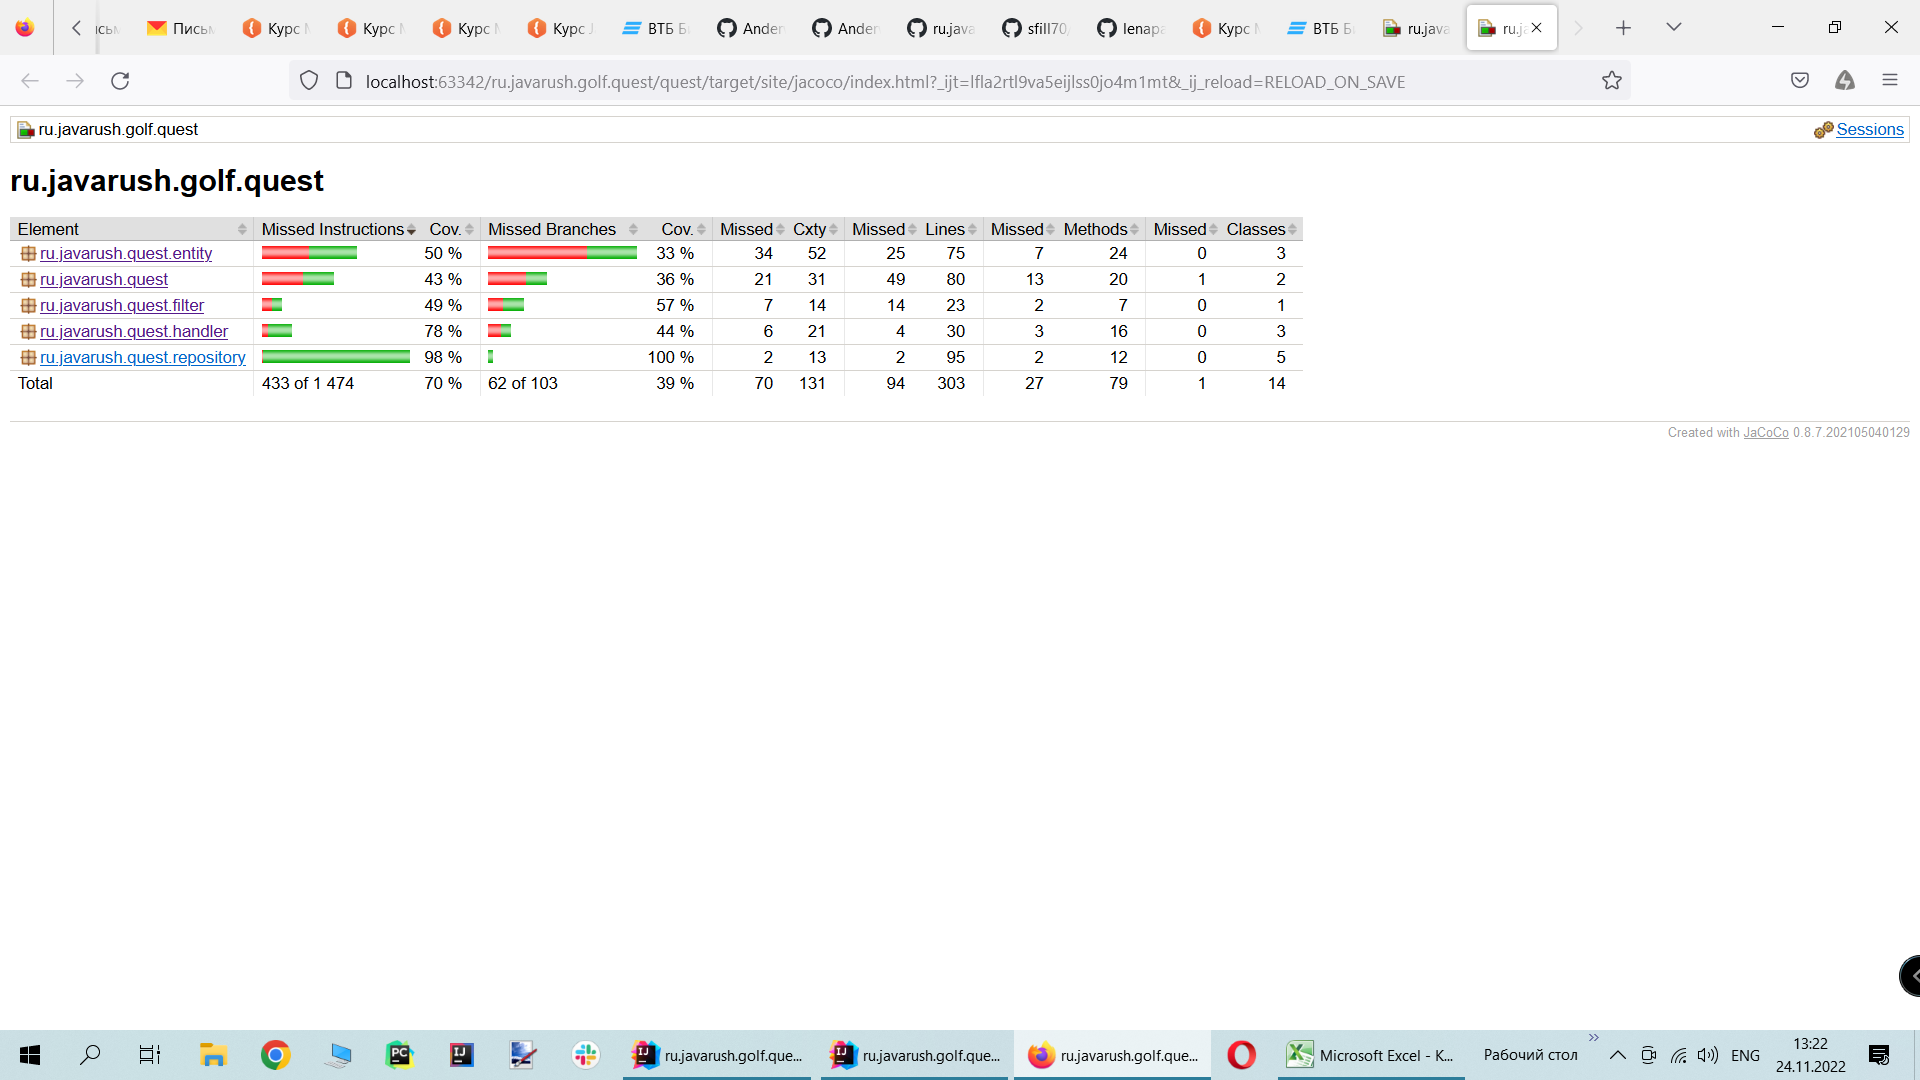 Письм
Курс
Курс
Курс
Курс
ВТБ Б
Ander
Ander
ru.java
sfill70
lenapa
Курс
ВТБ Б
ru.java
ru.ja
localhost:63342/ru.javarush.golf.quest/quest/target/site/jacoco/index.html?_ijt=lfla2rtl9va5eijlss0jo4m1mt&_ij_reload=RELOAD_ON_SAVE
ru.javarush.golf.quest Sessions
ru.javarush.golf.quest
Element Missed Instructions Cov. Missed Branches Cov. Missed Cxty Missed Lines Missed Methods Missed Classes
ru.javarush.quest.entity 50 % 33 % 34 52 25 75 7 24 0 3
ru.javarush.quest 43 % 36 % 21 31 49 80 13 20 1 2
ru.javarush.quest.filter 49 % 57 % 7 14 14 23 2 7 0 1
ru.javarush.quest.handler 78 % 44 % 6 21 4 30 3 16 0 3
ru.javarush.quest.repository 98 % 100 % 2 13 2 95 2 12 0 5
Total 433 of 1 474 70 % 62 of 103 39 % 70 131 94 303 27 79 1 14
Created with JaCoCo 0.8.7.202105040129
ru.javarush.golf.que...
ru.javarush.golf.que...
ru.javarush.golf.que...
Microsoft Excel - K...
Рабочий стол
ENG
13:22
24.11.2022